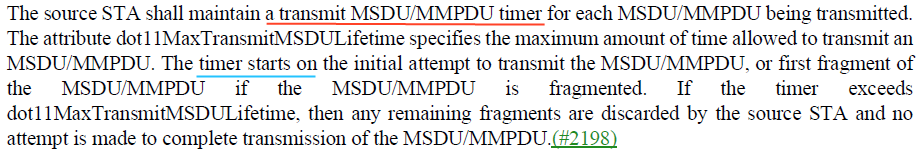 The source STA shall maintain a transmit MSDU/MMPDU timer for each MSDU/MMPDU being transmitted.
The attribute dot11MaxTransmitMSDULifetime specifies the maximum amount of time allowed to transmit an
MSDU/MMPDU. The timer starts on the initial attempt to transmit the MSDU/MMPDU, or first fragment of
the MSDU/MMPDU if the MSDU/MMPDU is fragmented. If the timer exceeds
dot11MaxTransmitMSDULifetime, then any remaining fragments are discarded by the source STA and no
attempt is made to complete transmission of the MSDU/MMPDU.(#2198)